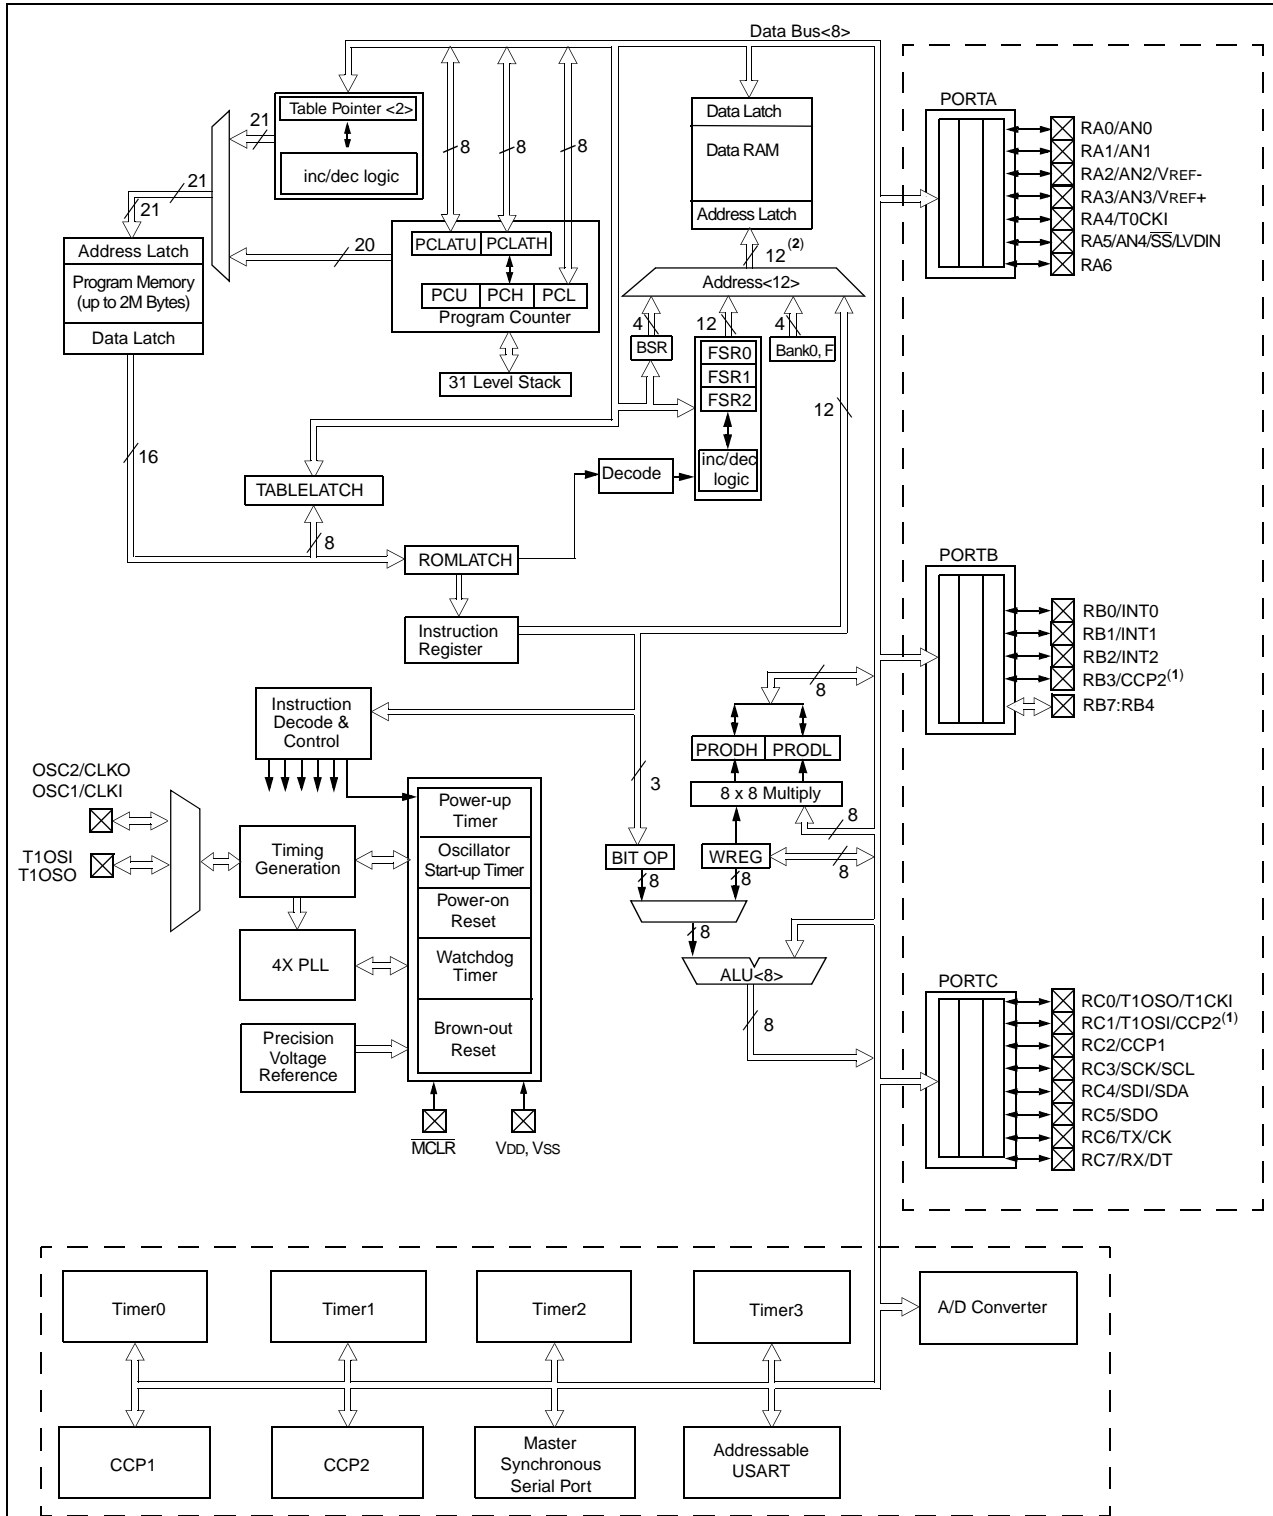 Data Bus<8>
Table Pointer <2>
inc/dec logic
21
21
21
8
8
8
20
Address Latch
Program Memory
(up to 2M Bytes)
Data Latch
PCLATU
PCLATH
PCU
PCH
PCL
Program Counter
31 Level Stack
Data Latch
Data RAM
Address Latch
12(2)
Address<12>
4
12
4
BSR
FSR0
FSR1
FSR2
inc/dec
logic
Bank0, F
12
16
TABLELATCH
8
Decode
ROMLATCH
Instruction
Register
PORTA
RA0/AN0
RA1/AN1
RA2/AN2/VREF-
RA3/AN3/VREF+
RA4/T0CKI
RA5/AN4/SS/LVDIN
RA6
PORTB
RB0/INT0
RB1/INT1
RB2/INT2
RB3/CCP2(1)
RB7:RB4
8
Instruction
Decode &
Control
PRODH
PRODL
8 x 8 Multiply
3
8
BIT OP
WREG
8
8
8
8
ALU<8>
8
OSC2/CLKO
OSC1/CLKI
T1OSI
T1OSO
Timing
Generation
4X PLL
Precision
Voltage
Reference
Power-up
Timer
Oscillator
Start-up Timer
Power-on
Reset
Watchdog
Timer
Brown-out
Reset
MCLR
VDD, VSS
PORTC
RC0/T1OSO/T1CKI
RC1/T1OSI/CCP2(1)
RC2/CCP1
RC3/SCK/SCL
RC4/SDI/SDA
RC5/SDO
RC6/TX/CK
RC7/RX/DT
Timer0
Timer1
Timer2
Timer3
A/D Converter
CCP1
CCP2
Master
Synchronous
Serial Port
Addressable
USART